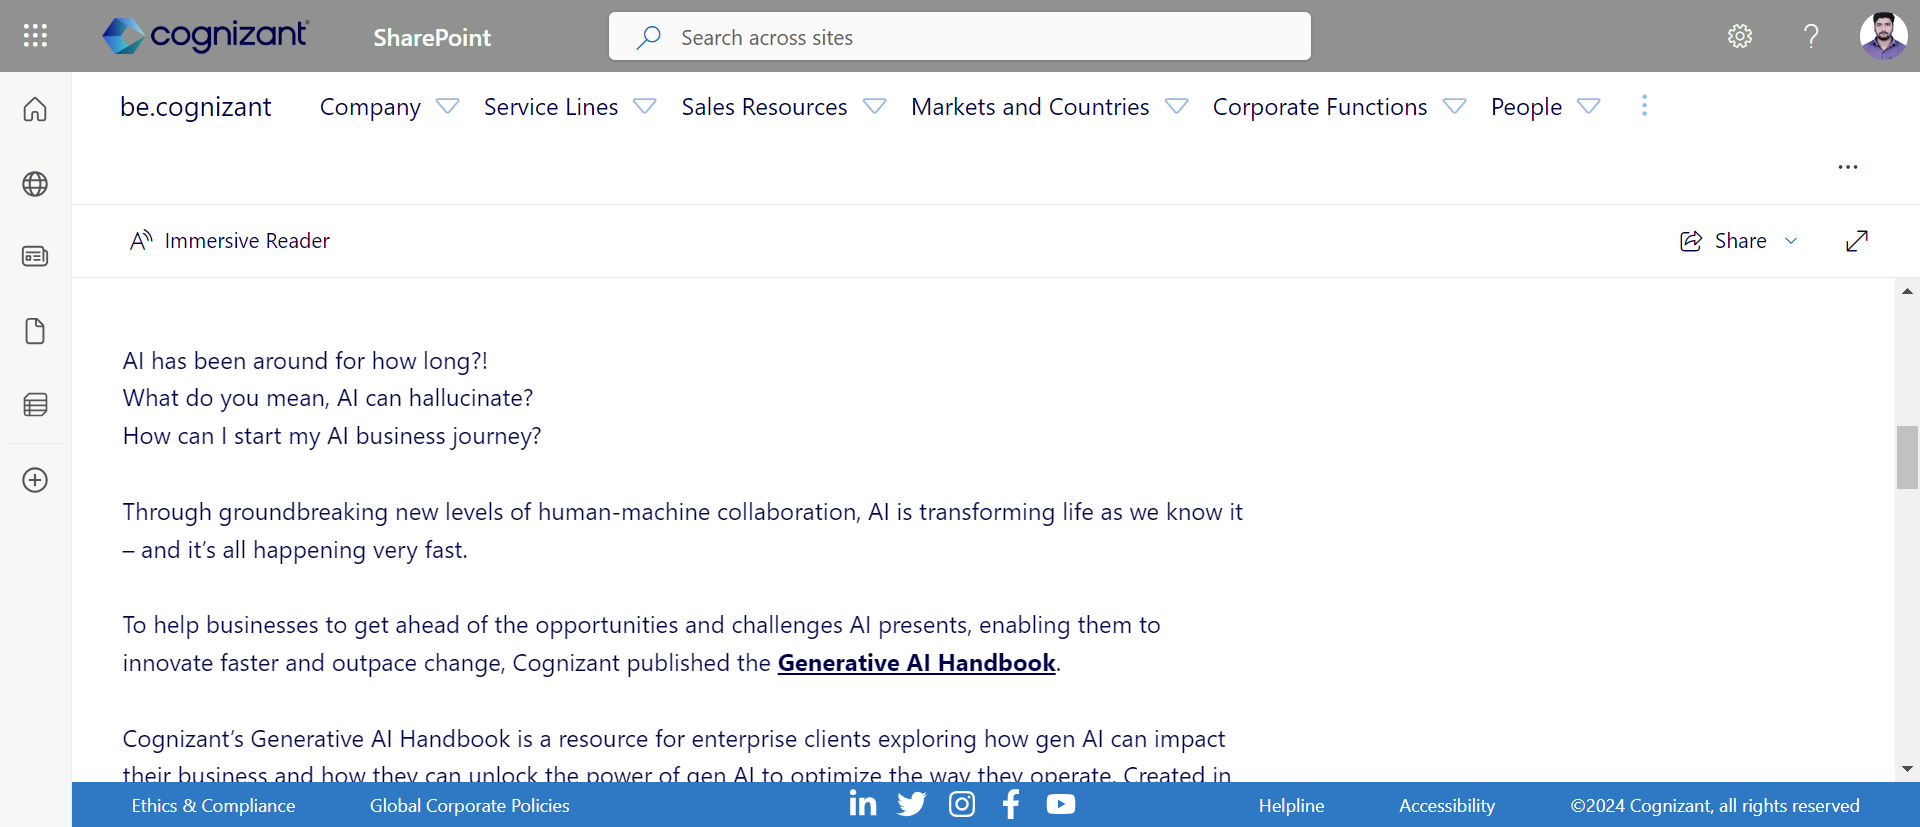 cognizant
SharePoint
Search across sites
be.cognizant
Company
Service Lines
Sales Resources
Markets and Countries
Corporate Functions
People
Immersive Reader
Share
AI has been around for how long?!
What do you mean, AI can hallucinate?
How can I start my AI business journey?
Through groundbreaking new levels of human-machine collaboration, AI is transforming life as we know it
– and it’s all happening very fast.
To help businesses to get ahead of the opportunities and challenges AI presents, enabling them to
innovate faster and outpace change, Cognizant published the Generative AI Handbook.
Cognizant’s Generative AI Handbook is a resource for enterprise clients exploring how gen AI can impact
their business and how they can unlock the power of gen AI to optimize the way they operate. Created in
Ethics & Compliance
Global Corporate Policies
Helpline
Accessibility
©2024 Cognizant, all rights reserved